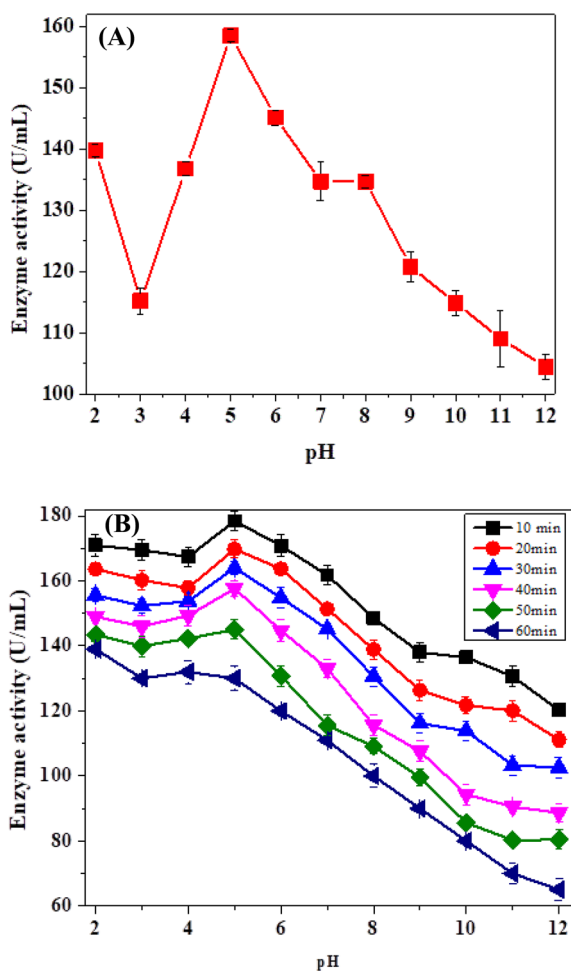 (A)
Enzyme activity (U/mL)
160
150
140
130
120
110
100
2 3 4 5 6 7 8 9 10 11 12
pH
(B)
10 min
20min
30min
40min
50min
60min
Enzyme activity (U/mL)
180
160
140
120
100
80
60
2 4 6 8 10 12
pH